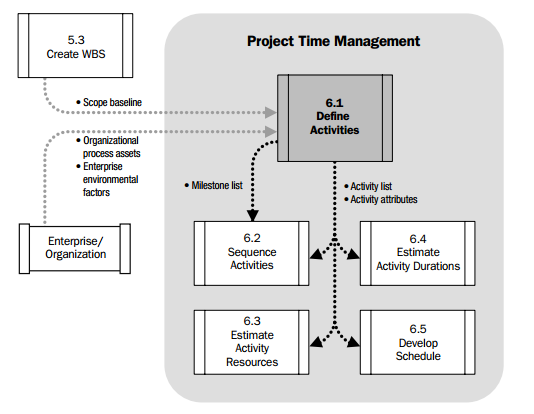 Project Time Management
5.3
Create WBS
6.1
Define
Activities
• Scope baseline
• Organizational
process assets
• Enterprise
environmental
factors
• Milestone list
• Activity list
• Activity attributes
Enterprise/
Organization
6.2
Sequence
Activities
6.4
Estimate
Activity Durations
6.3
Estimate
Activity
Resources
6.5
Develop
Schedule